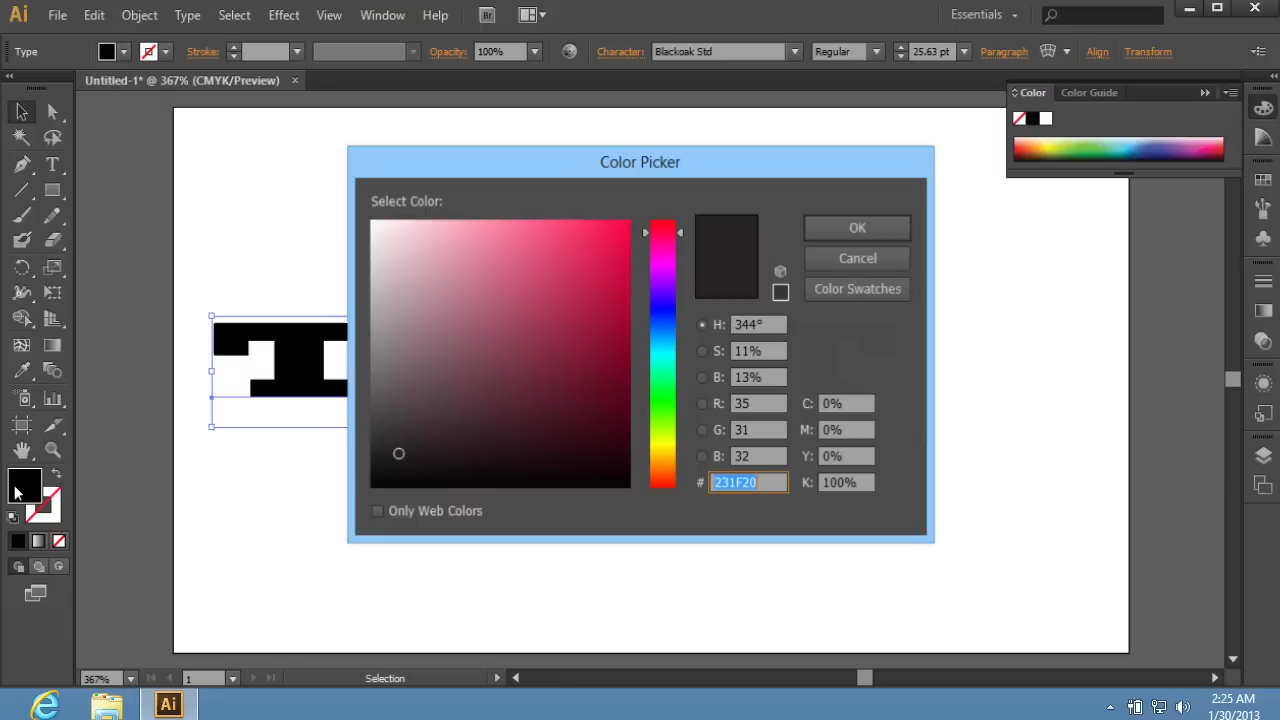 Ai File Edit Object Type Select Effect View Window Help Br Essentials
Type Stroke: Opacity: 100% Character: Blackoak Std Regular 25.63 pt Paragraph Align Transform
Untitled-1* @ 367% (CMYK/Preview) ×
Color Color Guide
Color Picker
Select Color:
OK
Cancel
Color Swatches
H: 344°
S: 11%
B: 13%
R: 35 C: 0%
G: 31 M: 0%
B: 32 Y: 0%
# 231F20 K: 100%
Only Web Colors
T
T
367% 1 Selection
Ai
2:25 AM
1/30/2013